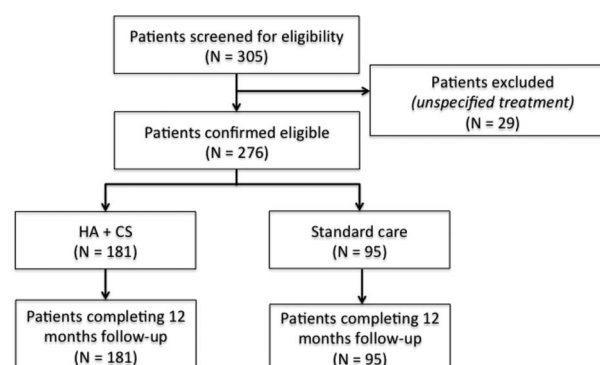 Patients screened for eligibility
(N = 305)
Patients excluded
(unspecified treatment)
(N = 29)
Patients confirmed eligible
(N = 276)
HA + CS
(N = 181)
Standard care
(N = 95)
Patients completing 12
months follow-up
(N = 181)
Patients completing 12
months follow-up
(N = 95)